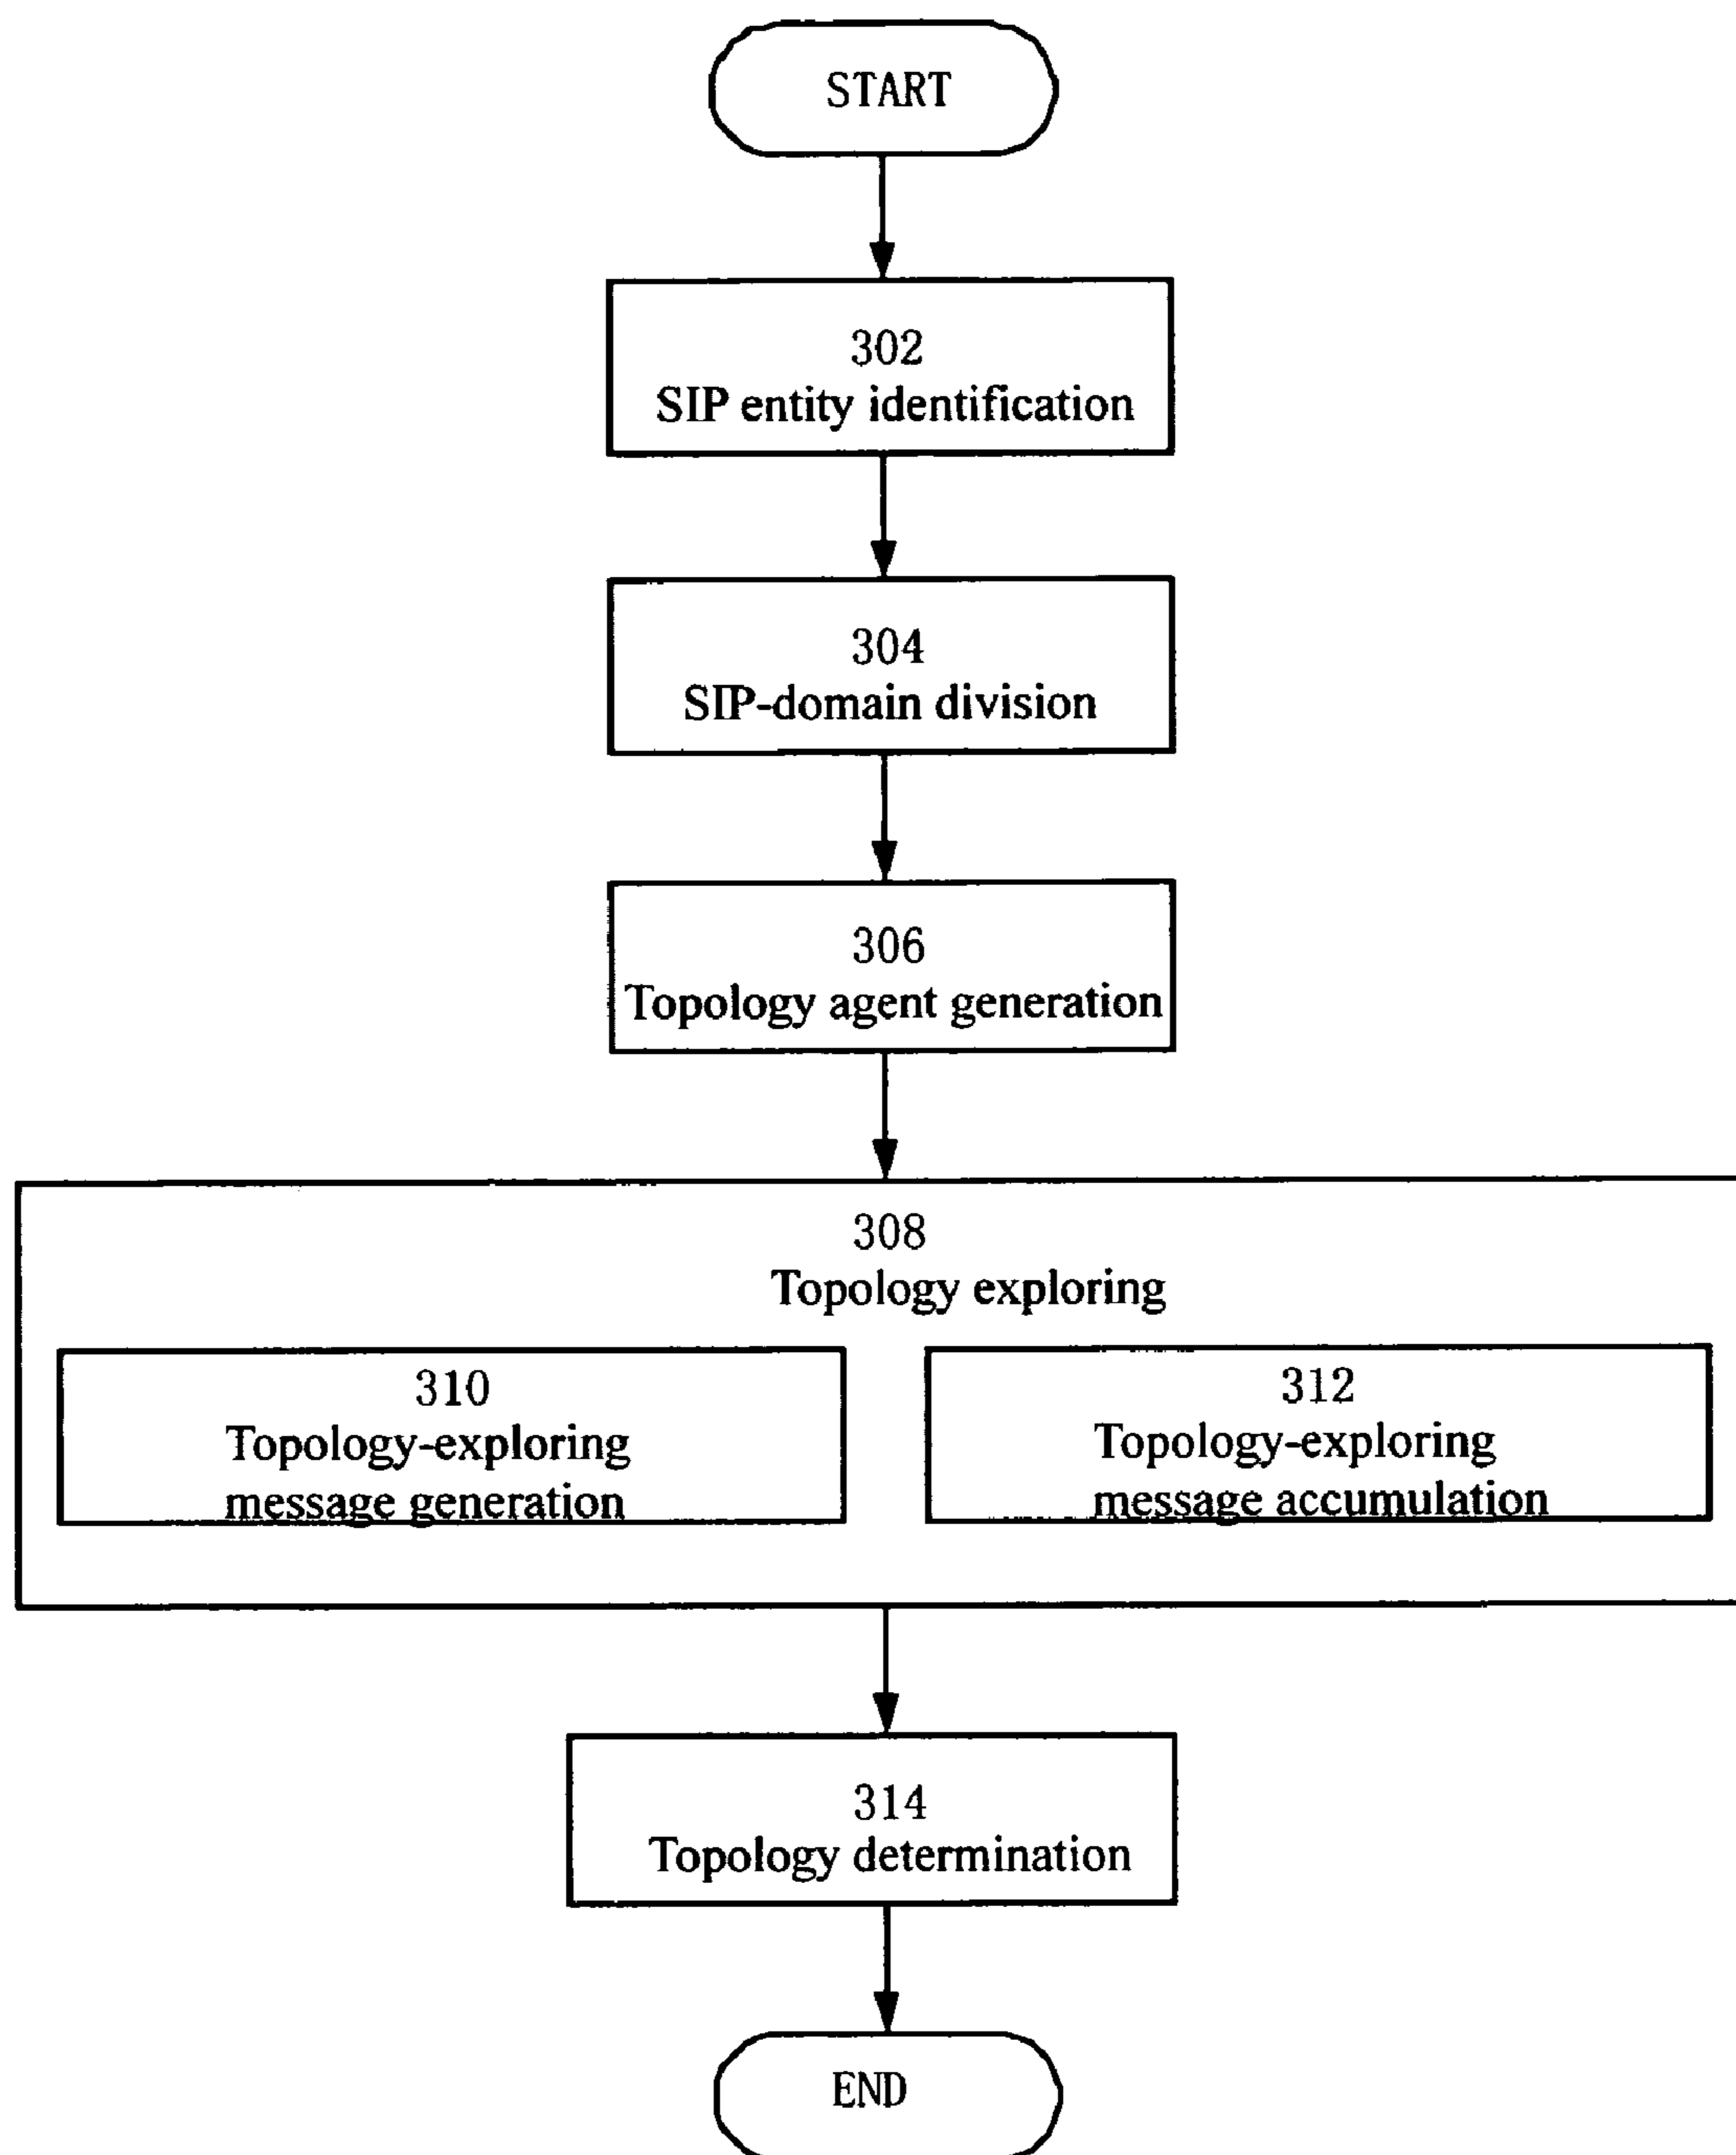 START
302
SIP entity identification
304
SIP-domain division
306
Topology agent generation
308
Topology exploring
310
Topology-exploring
message generation
312
Topology-exploring
message accumulation
314
Topology determination
END